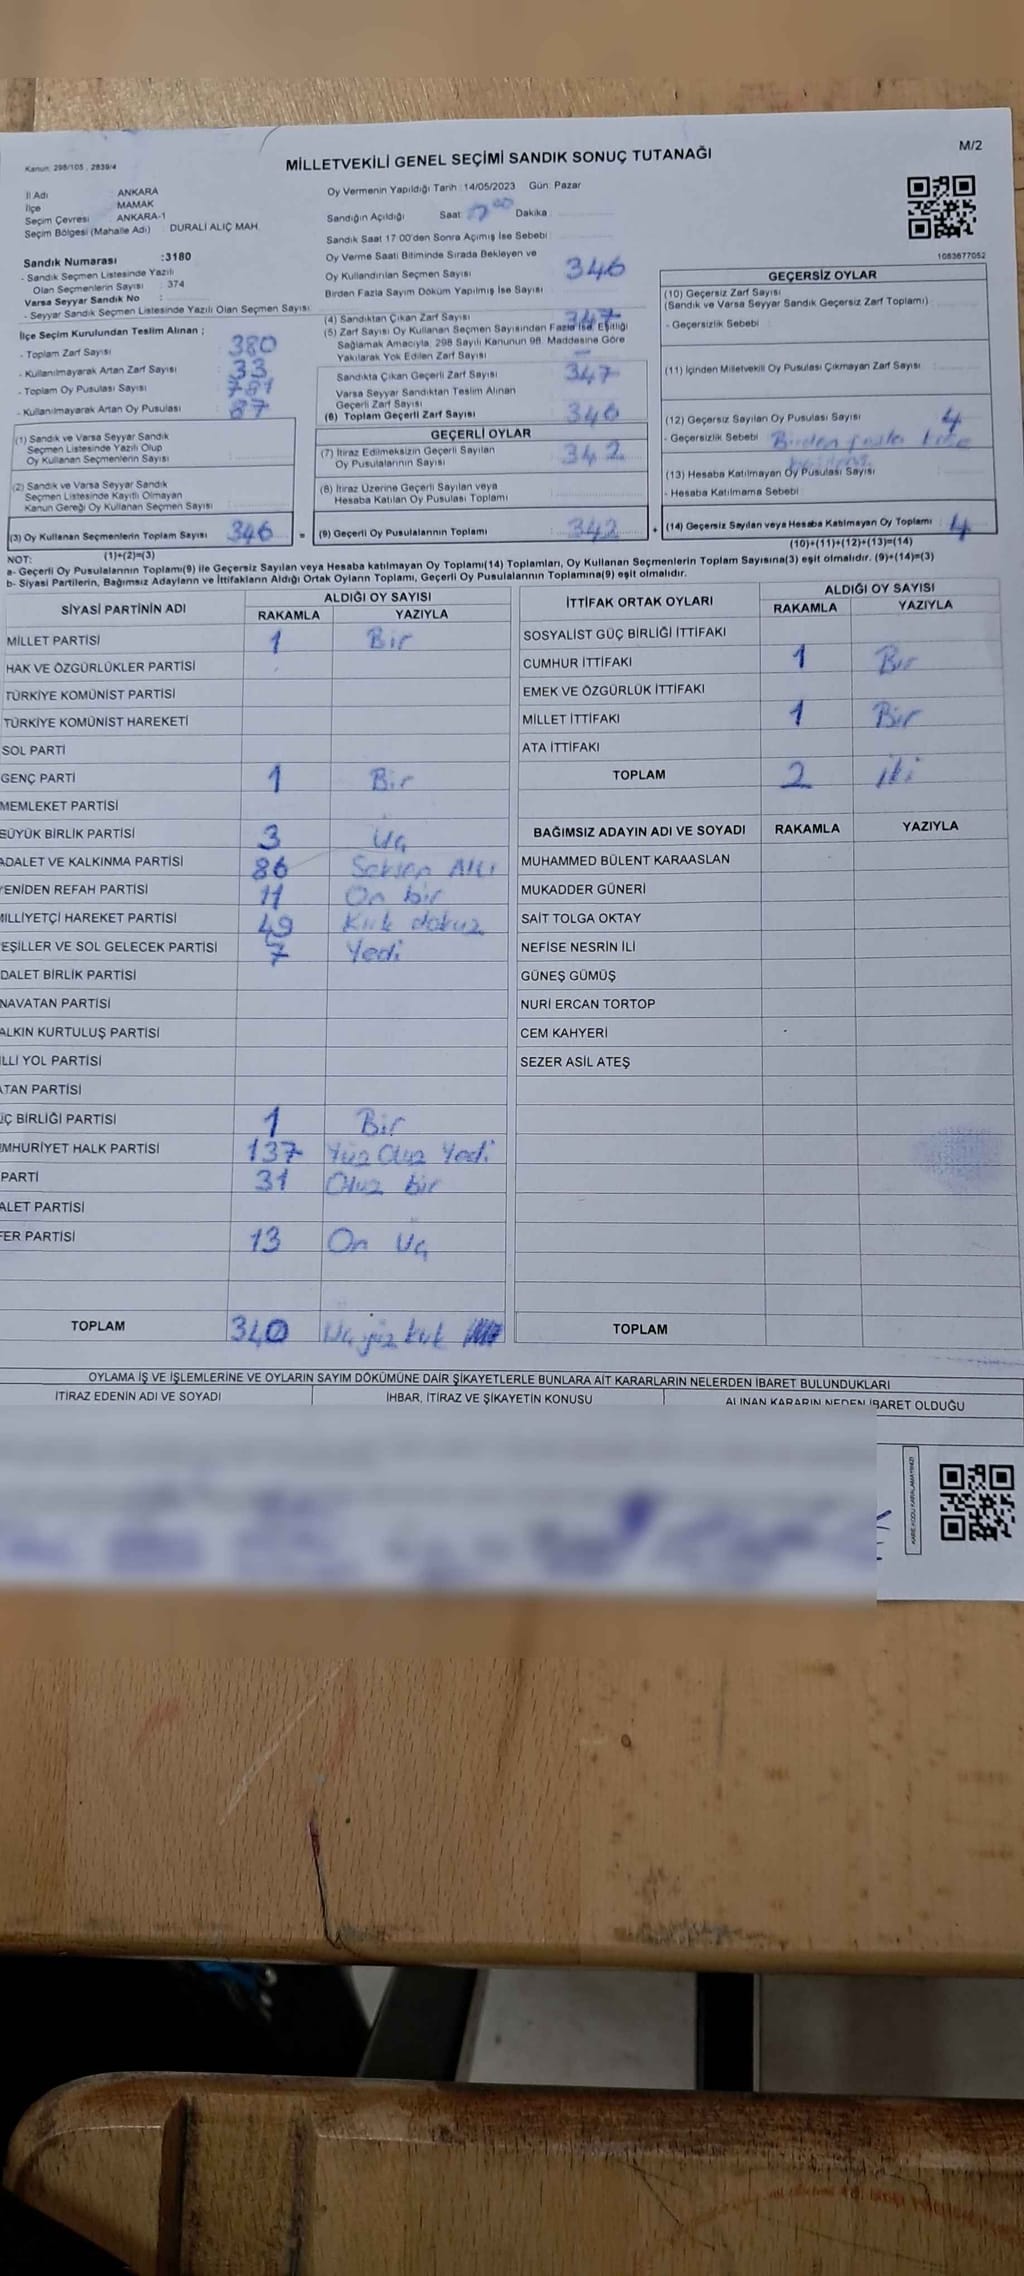 M/2
Kanun: 298/105 , 2839/4
MİLLETVEKİLİ GENEL SEÇİMİ SANDIK SONUÇ TUTANAĞI
İl Adı ANKARA
İlçe MAMAK
Seçim Çevresi ANKARA-1
Seçim Bölgesi (Mahalle Adı) DURALİ ALIÇ MAH.
Sandık Numarası :3180
- Sandık Seçmen Listesinde Yazılı
Olan Seçmenlerin Sayısı : 374
Varsa Seyyar Sandık No :
- Seyyar Sandık Seçmen Listesinde Yazılı Olan Seçmen Sayısı:
İlçe Seçim Kurulundan Teslim Alınan ;
- Toplam Zarf Sayısı : 380
- Kullanılmayarak Artan Zarf Sayısı : 33
- Toplam Oy Pusulası Sayısı
- Kullanılmayarak Artan Oy Pusulası : 87
(1) Sandık ve Varsa Seyyar Sandık
Seçmen Listesinde Yazılı Olup
Oy Kullanan Seçmenlerin Sayısı
(2) Sandık ve Varsa Seyyar Sandık
Seçmen Listesinde Kayıtlı Olmayan
Kanun Gereği Oy Kullanan Seçmen Sayısı :
(3) Oy Kullanan Seçmenlerin Toplam Sayısı : 346 =
Oy Vermenin Yapıldığı Tarih : 14/05/2023 Gün: Pazar
Sandığın Açıldığı Saat: 17 00 Dakika
Sandık Saat 17:00'den Sonra Açılmış İse Sebebi :
Oy Verme Saati Bitiminde Sırada Bekleyen ve
Oy Kullandırılan Seçmen Sayısı : 346
Birden Fazla Sayım Döküm Yapılmış İse Sayısı :
(4) Sandıktan Çıkan Zarf Sayısı : 347
(5) Zarf Sayısı Oy Kullanan Seçmen Sayısından Fazla İse, Eşitliği
Sağlamak Amacıyla, 298 Sayılı Kanunun 98. Maddesine Göre
Yakılarak Yok Edilen Zarf Sayısı : —
Sandıkta Çıkan Geçerli Zarf Sayısı : 347
Varsa Seyyar Sandıktan Teslim Alınan
Geçerli Zarf Sayısı :
(6) Toplam Geçerli Zarf Sayısı : 346
GEÇERLİ OYLAR
(7) İtiraz Edilmeksizin Geçerli Sayılan
Oy Pusulalarının Sayısı : 342
(8) İtiraz Üzerine Geçerli Sayılan veya
Hesaba Katılan Oy Pusulası Toplamı :
(9) Geçerli Oy Pusulalarının Toplamı : 342 +
1083677052
GEÇERSİZ OYLAR
(10) Geçersiz Zarf Sayısı
(Sandık ve Varsa Seyyar Sandık Geçersiz Zarf Toplamı) :
- Geçersizlik Sebebi :
(11) İçinden Milletvekili Oy Pusulası Çıkmayan Zarf Sayısı :
(12) Geçersiz Sayılan Oy Pusulası Sayısı : 4
- Geçersizlik Sebebi : Birden fazla
(13) Hesaba Katılmayan Oy Pusulası Sayısı :
- Hesaba Katılmama Sebebi :
(14) Geçersiz Sayılan veya Hesaba Katılmayan Oy Toplamı : 4
NOT: (1)+(2)=(3) (10)+(11)+(12)+(13)=(14)
a- Geçerli Oy Pusulalarının Toplamı(9) ile Geçersiz Sayılan veya Hesaba katılmayan Oy Toplamı(14) Toplamları, Oy Kullanan Seçmenlerin Toplam Sayısına(3) eşit olmalıdır. (9)+(14)=(3)
b- Siyasi Partilerin, Bağımsız Adayların ve İttifakların Aldığı Ortak Oyların Toplamı, Geçerli Oy Pusulalarının Toplamına(9) eşit olmalıdır.
SİYASİ PARTİNİN ADI ALDIĞI OY SAYISI
RAKAMLA YAZIYLA
MİLLET PARTİSİ 1 Bir
HAK VE ÖZGÜRLÜKLER PARTİSİ
TÜRKİYE KOMÜNİST PARTİSİ
TÜRKİYE KOMÜNİST HAREKETİ
SOL PARTİ
GENÇ PARTİ 1 Bir
MEMLEKET PARTİSİ
BÜYÜK BİRLİK PARTİSİ 3 Üç
ADALET VE KALKINMA PARTİSİ 86 Seksen Altı
YENİDEN REFAH PARTİSİ 11 On bir
MİLLİYETÇİ HAREKET PARTİSİ 49 Kırk dokuz
EŞİLLER VE SOL GELECEK PARTİSİ 7 Yedi
DALET BİRLİK PARTİSİ
NAVATAN PARTİSİ
ALKIN KURTULUŞ PARTİSİ
İLLİ YOL PARTİSİ
ATAN PARTİSİ
ÜÇ BİRLİĞİ PARTİSİ 1 Bir
UMHURİYET HALK PARTİSİ 137 Yüz Otuz Yedi
PARTİ 31 Otuz bir
ALET PARTİSİ
FER PARTİSİ 13 On Üç
TOPLAM 340 Üç yüz kırk
İTTİFAK ORTAK OYLARI ALDIĞI OY SAYISI
RAKAMLA YAZIYLA
SOSYALİST GÜÇ BİRLİĞİ İTTİFAKI
CUMHUR İTTİFAKI 1 Bir
EMEK VE ÖZGÜRLÜK İTTİFAKI
MİLLET İTTİFAKI 1 Bir
ATA İTTİFAKI
TOPLAM 2 iki
BAĞIMSIZ ADAYIN ADI VE SOYADI RAKAMLA YAZIYLA
MUHAMMED BÜLENT KARAASLAN
MUKADDER GÜNERİ
SAİT TOLGA OKTAY
NEFİSE NESRİN İLİ
GÜNEŞ GÜMÜŞ
NURİ ERCAN TORTOP
CEM KAHYERİ
SEZER ASİL ATEŞ
TOPLAM
OYLAMA İŞ VE İŞLEMLERİNE VE OYLARIN SAYIM DÖKÜMÜNE DAİR ŞİKAYETLERLE BUNLARA AİT KARARLARIN NELERDEN İBARET BULUNDUKLARI
İTİRAZ EDENİN ADI VE SOYADI İHBAR, İTİRAZ VE ŞİKAYETİN KONUSU ALINAN KARARIN NEDEN İBARET OLDUĞU
KARE KODU KARALAMAYINIZ!